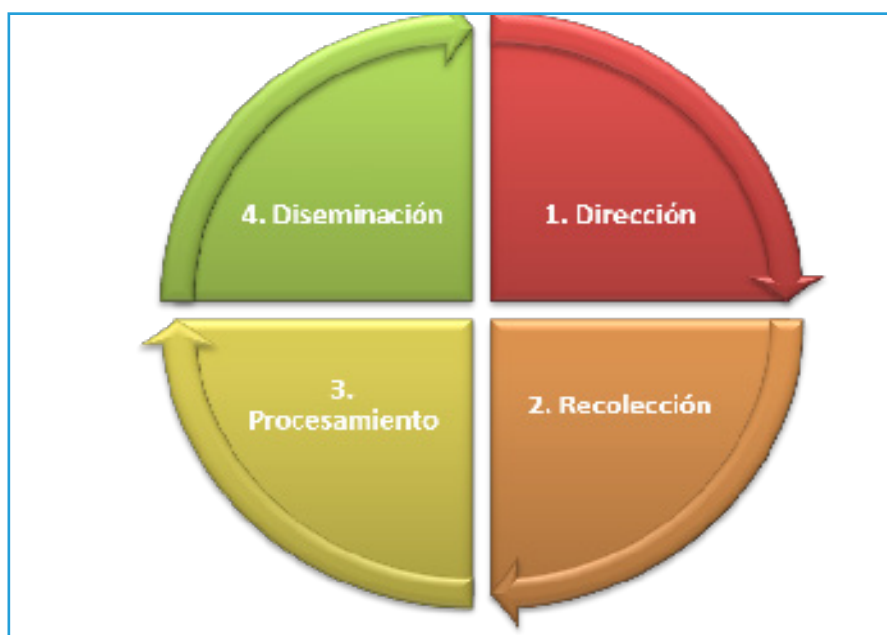 1. Dirección
2. Recolección
3.
Procesamiento
4. Diseminación